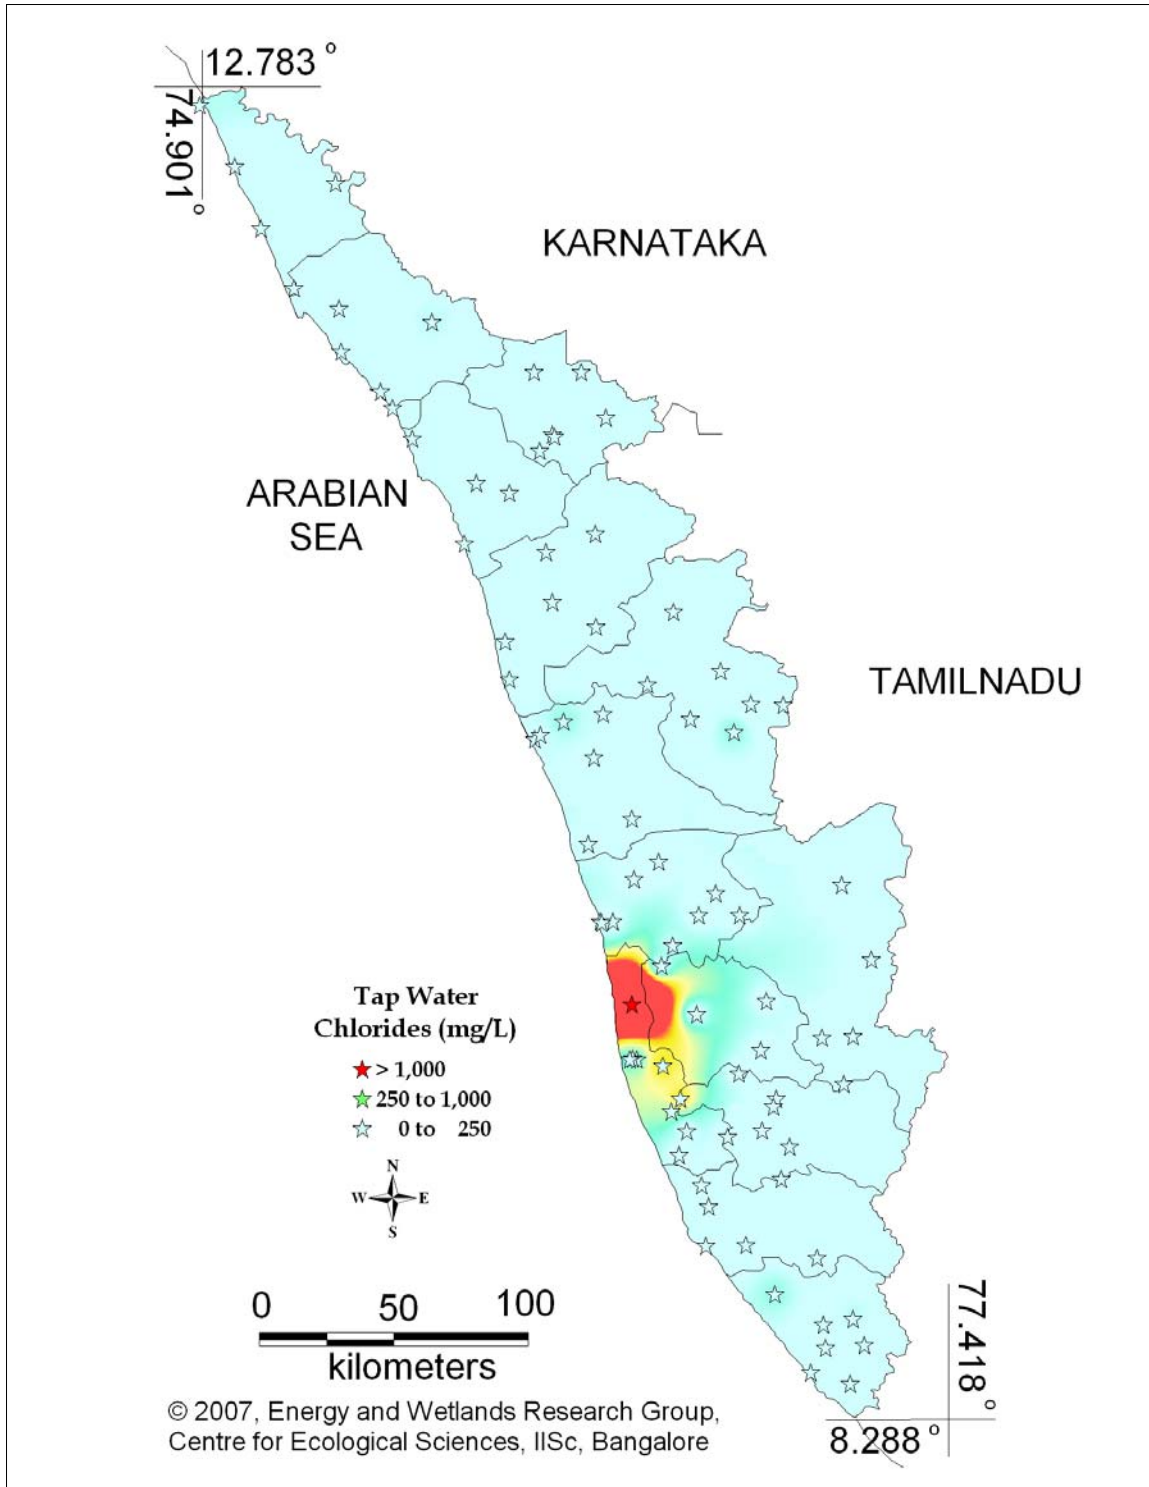 12.783 °
74.901 °
KARNATAKA
ARABIAN
SEA
TAMILNADU
Tap Water
Chlorides (mg/L)
> 1,000
250 to 1,000
0 to 250
N
W E
S
0 50 100
kilometers
77.418 °
8.288 °
© 2007, Energy and Wetlands Research Group,
Centre for Ecological Sciences, IISc, Bangalore